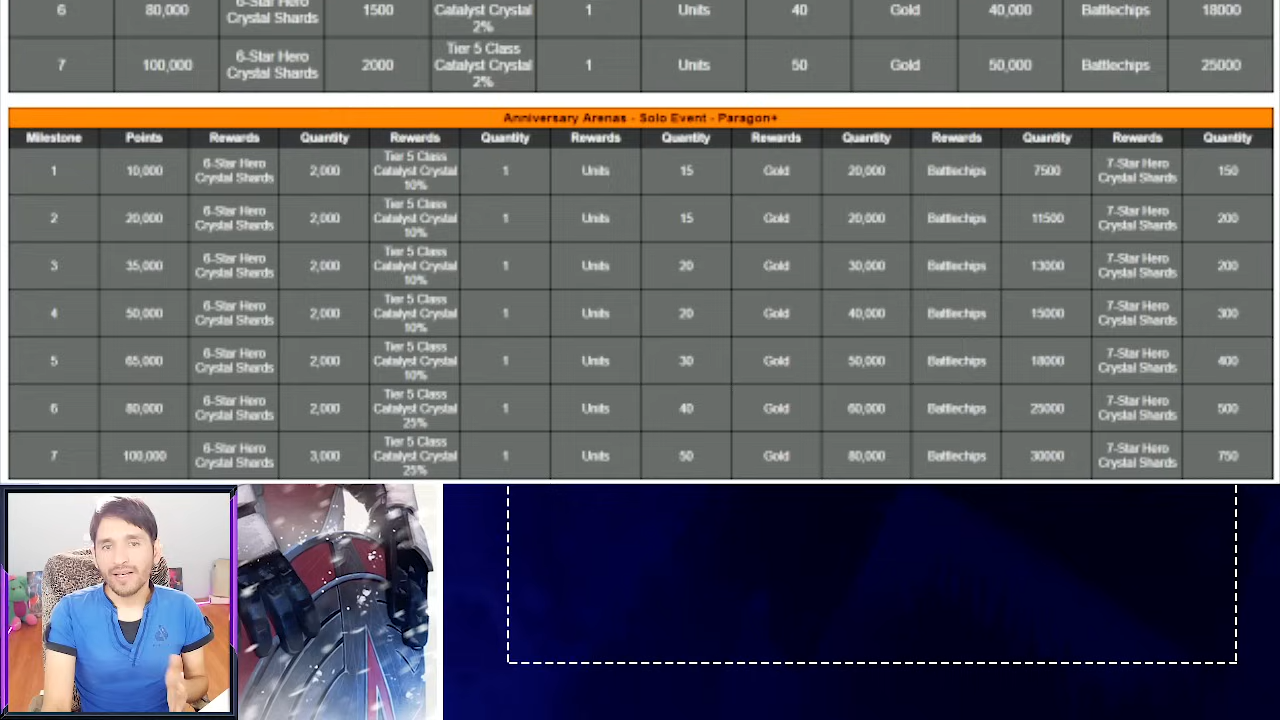 6 80,000 6-Star Hero Crystal Shards 1500 Catalyst Crystal 2% 1 Units 40 Gold 40,000 Battlechips 18000
7 100,000 6-Star Hero Crystal Shards 2000 Tier 5 Class Catalyst Crystal 2% 1 Units 50 Gold 50,000 Battlechips 25000
Anniversary Arenas - Solo Event - Paragon+
Milestone Points Rewards Quantity Rewards Quantity Rewards Quantity Rewards Quantity Rewards Quantity Rewards Quantity
1 10,000 6-Star Hero Crystal Shards 2,000 Tier 5 Class Catalyst Crystal 10% 1 Units 15 Gold 20,000 Battlechips 7500 7-Star Hero Crystal Shards 150
2 20,000 6-Star Hero Crystal Shards 2,000 Tier 5 Class Catalyst Crystal 10% 1 Units 15 Gold 20,000 Battlechips 11500 7-Star Hero Crystal Shards 200
3 35,000 6-Star Hero Crystal Shards 2,000 Tier 5 Class Catalyst Crystal 10% 1 Units 20 Gold 30,000 Battlechips 13000 7-Star Hero Crystal Shards 200
4 50,000 6-Star Hero Crystal Shards 2,000 Tier 5 Class Catalyst Crystal 10% 1 Units 20 Gold 40,000 Battlechips 15000 7-Star Hero Crystal Shards 300
5 65,000 6-Star Hero Crystal Shards 2,000 Tier 5 Class Catalyst Crystal 10% 1 Units 30 Gold 50,000 Battlechips 18000 7-Star Hero Crystal Shards 400
6 80,000 6-Star Hero Crystal Shards 2,000 Tier 5 Class Catalyst Crystal 25% 1 Units 40 Gold 60,000 Battlechips 25000 7-Star Hero Crystal Shards 500
7 100,000 6-Star Hero Crystal Shards 3,000 Tier 5 Class Catalyst Crystal 25% 1 Units 50 Gold 80,000 Battlechips 30000 7-Star Hero Crystal Shards 750